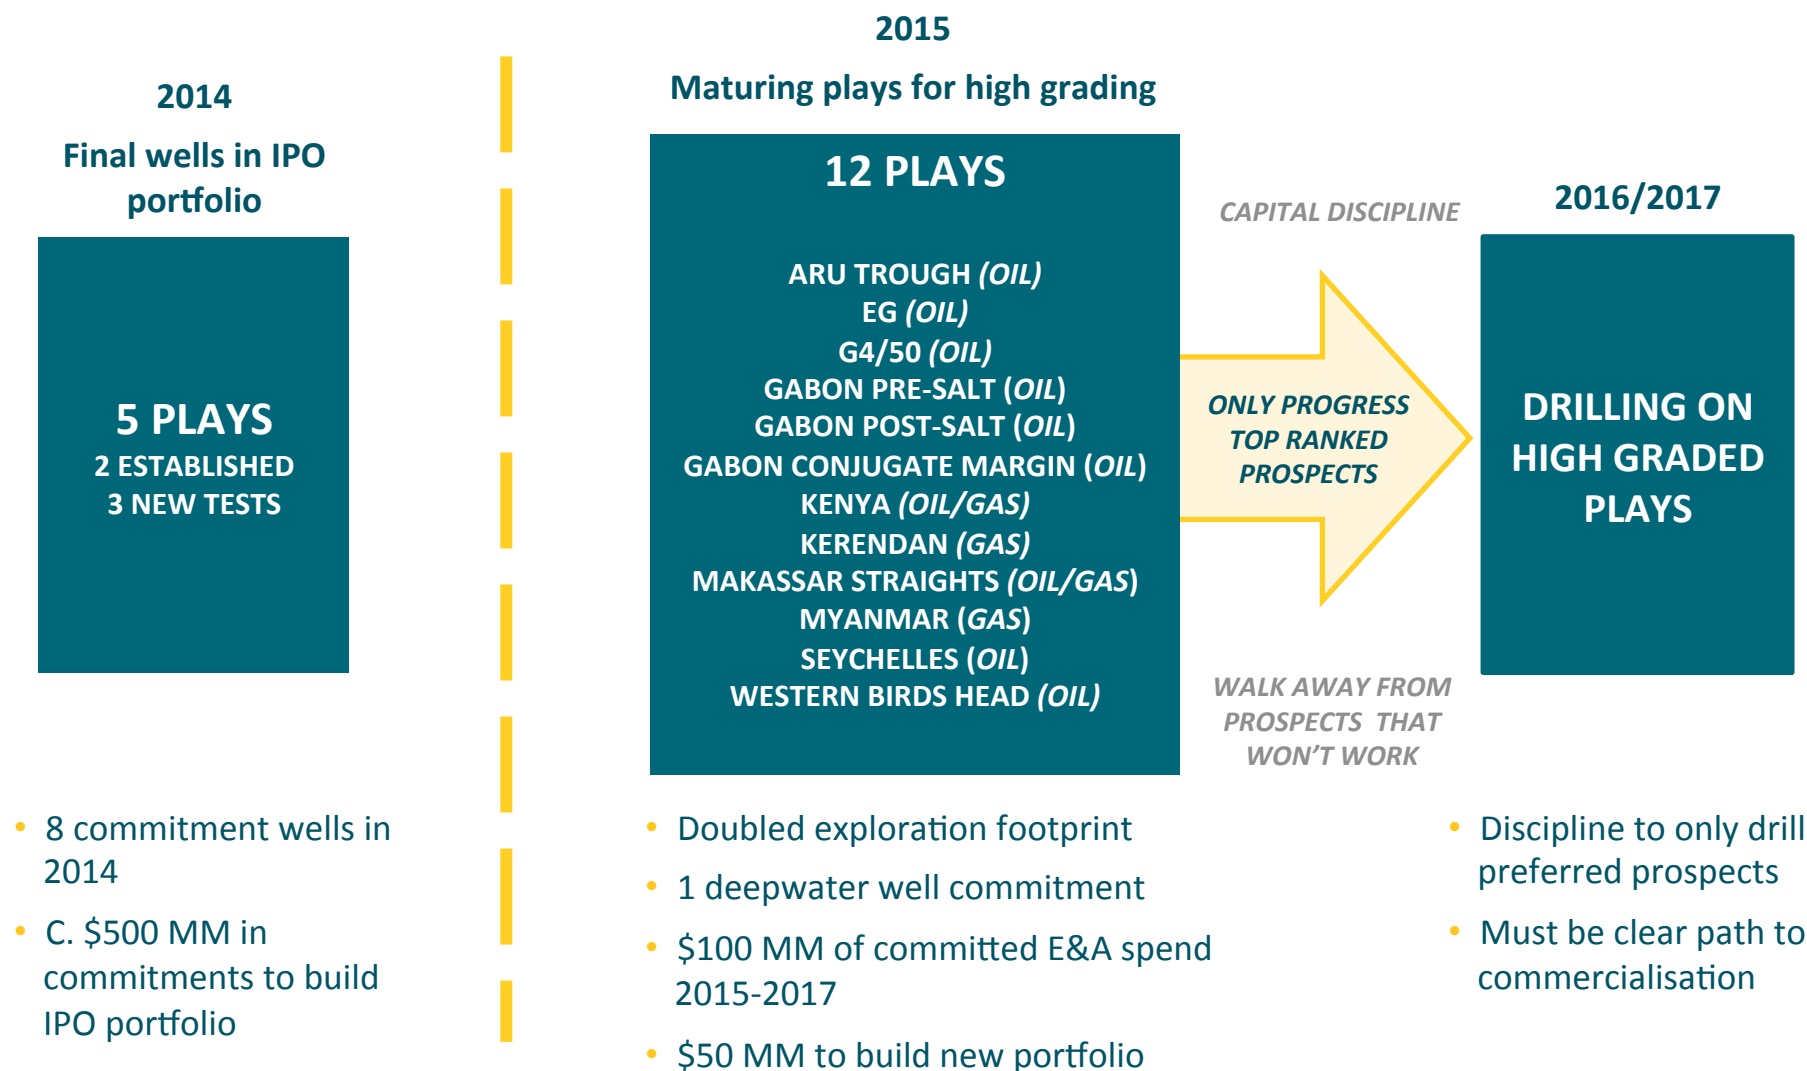 2014
Final wells in IPO
portfolio
5 PLAYS
2 ESTABLISHED
3 NEW TESTS
• 8 commitment wells in
2014
• C. $500 MM in
commitments to build
IPO portfolio
2015
Maturing plays for high grading
12 PLAYS
ARU TROUGH (OIL)
EG (OIL)
G4/50 (OIL)
GABON PRE-SALT (OIL)
GABON POST-SALT (OIL)
GABON CONJUGATE MARGIN (OIL)
KENYA (OIL/GAS)
KERENDAN (GAS)
MAKASSAR STRAIGHTS (OIL/GAS)
MYANMAR (GAS)
SEYCHELLES (OIL)
WESTERN BIRDS HEAD (OIL)
• Doubled exploration footprint
• 1 deepwater well commitment
• $100 MM of committed E&A spend
2015-2017
• $50 MM to build new portfolio
CAPITAL DISCIPLINE
ONLY PROGRESS
TOP RANKED
PROSPECTS
WALK AWAY FROM
PROSPECTS THAT
WON'T WORK
2016/2017
DRILLING ON
HIGH GRADED
PLAYS
• Discipline to only drill
preferred prospects
• Must be clear path to
commercialisation